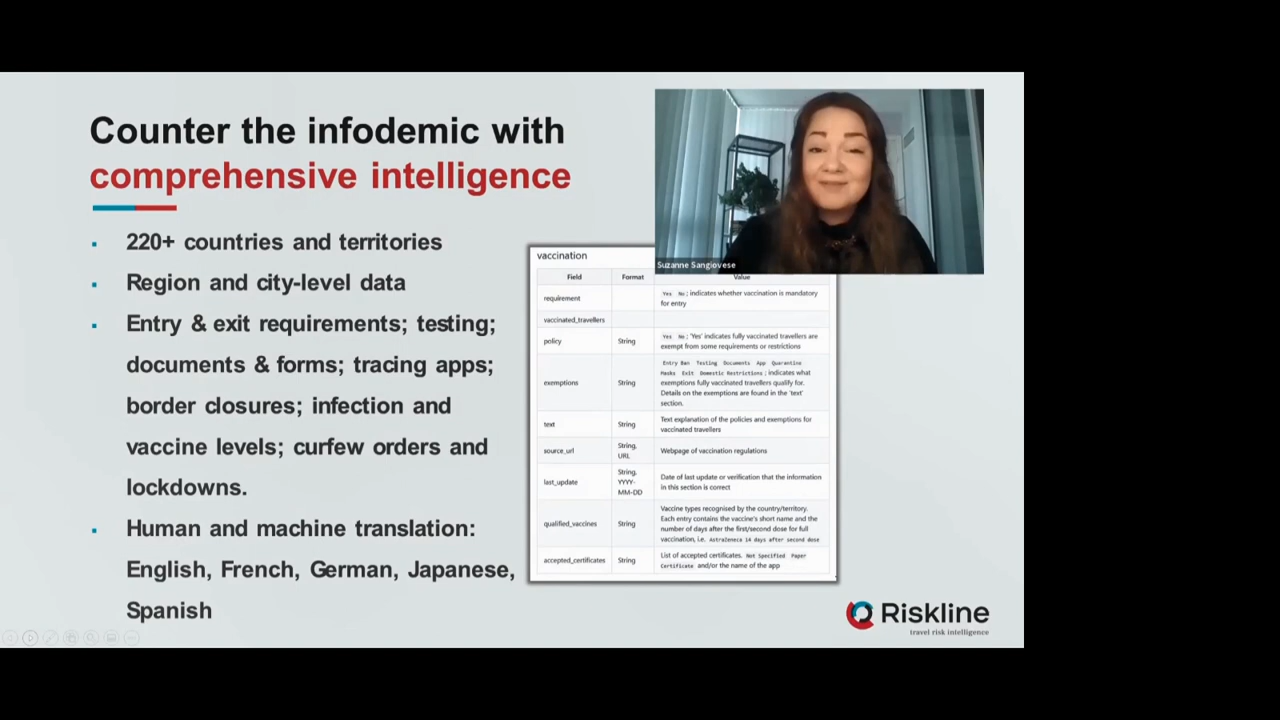 Counter the infodemic with
comprehensive intelligence
220+ countries and territories
Region and city-level data
Entry & exit requirements; testing;
documents & forms; tracing apps;
border closures; infection and
vaccine levels; curfew orders and
lockdowns.
Human and machine translation:
English, French, German, Japanese,
Spanish
Suzanne Sangiovese
vaccination
Field Format Value
requirement
Yes No; indicates whether vaccination is mandatory
for entry
vaccinated_travellers
policy String
Yes No; 'Yes' indicates fully vaccinated travellers are
exempt from some requirements or restrictions
exemptions String
Entry Ban Testing Documents App Quarantine
Masks Exit Domestic Restrictions; indicates what
exemptions fully vaccinated travellers qualify for.
Details on the exemptions are found in the 'text'
section.
text String
Text explanation of the policies and exemptions for
vaccinated travellers
source_url
String,
URL
Webpage of vaccination regulations
last_update
String,
YYYY-
MM-DD
Date of last update or verification that the information
in this section is correct
qualified_vaccines String
Vaccine types recognised by the country/territory.
Each entry contains the vaccine's short name and the
number of days after the first/second dose for full
vaccination, i.e. AstraZeneca 14 days after second dose
accepted_certificates String
List of accepted certificates. Not Specified Paper
Certificate and/or the name of the app
Riskline
travel risk intelligence